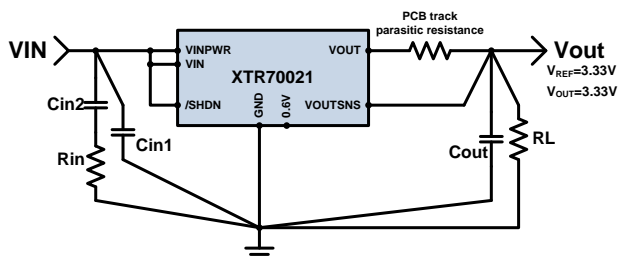 PCB track
parasitic resistance
VIN
VINPWR
VIN
/SHDN
XTR70021
GND
0.6V
VOUT
VOUTSNS
Vout
VREF=3.33V
VOUT=3.33V
Cin2
Cin1
Rin
Cout
RL